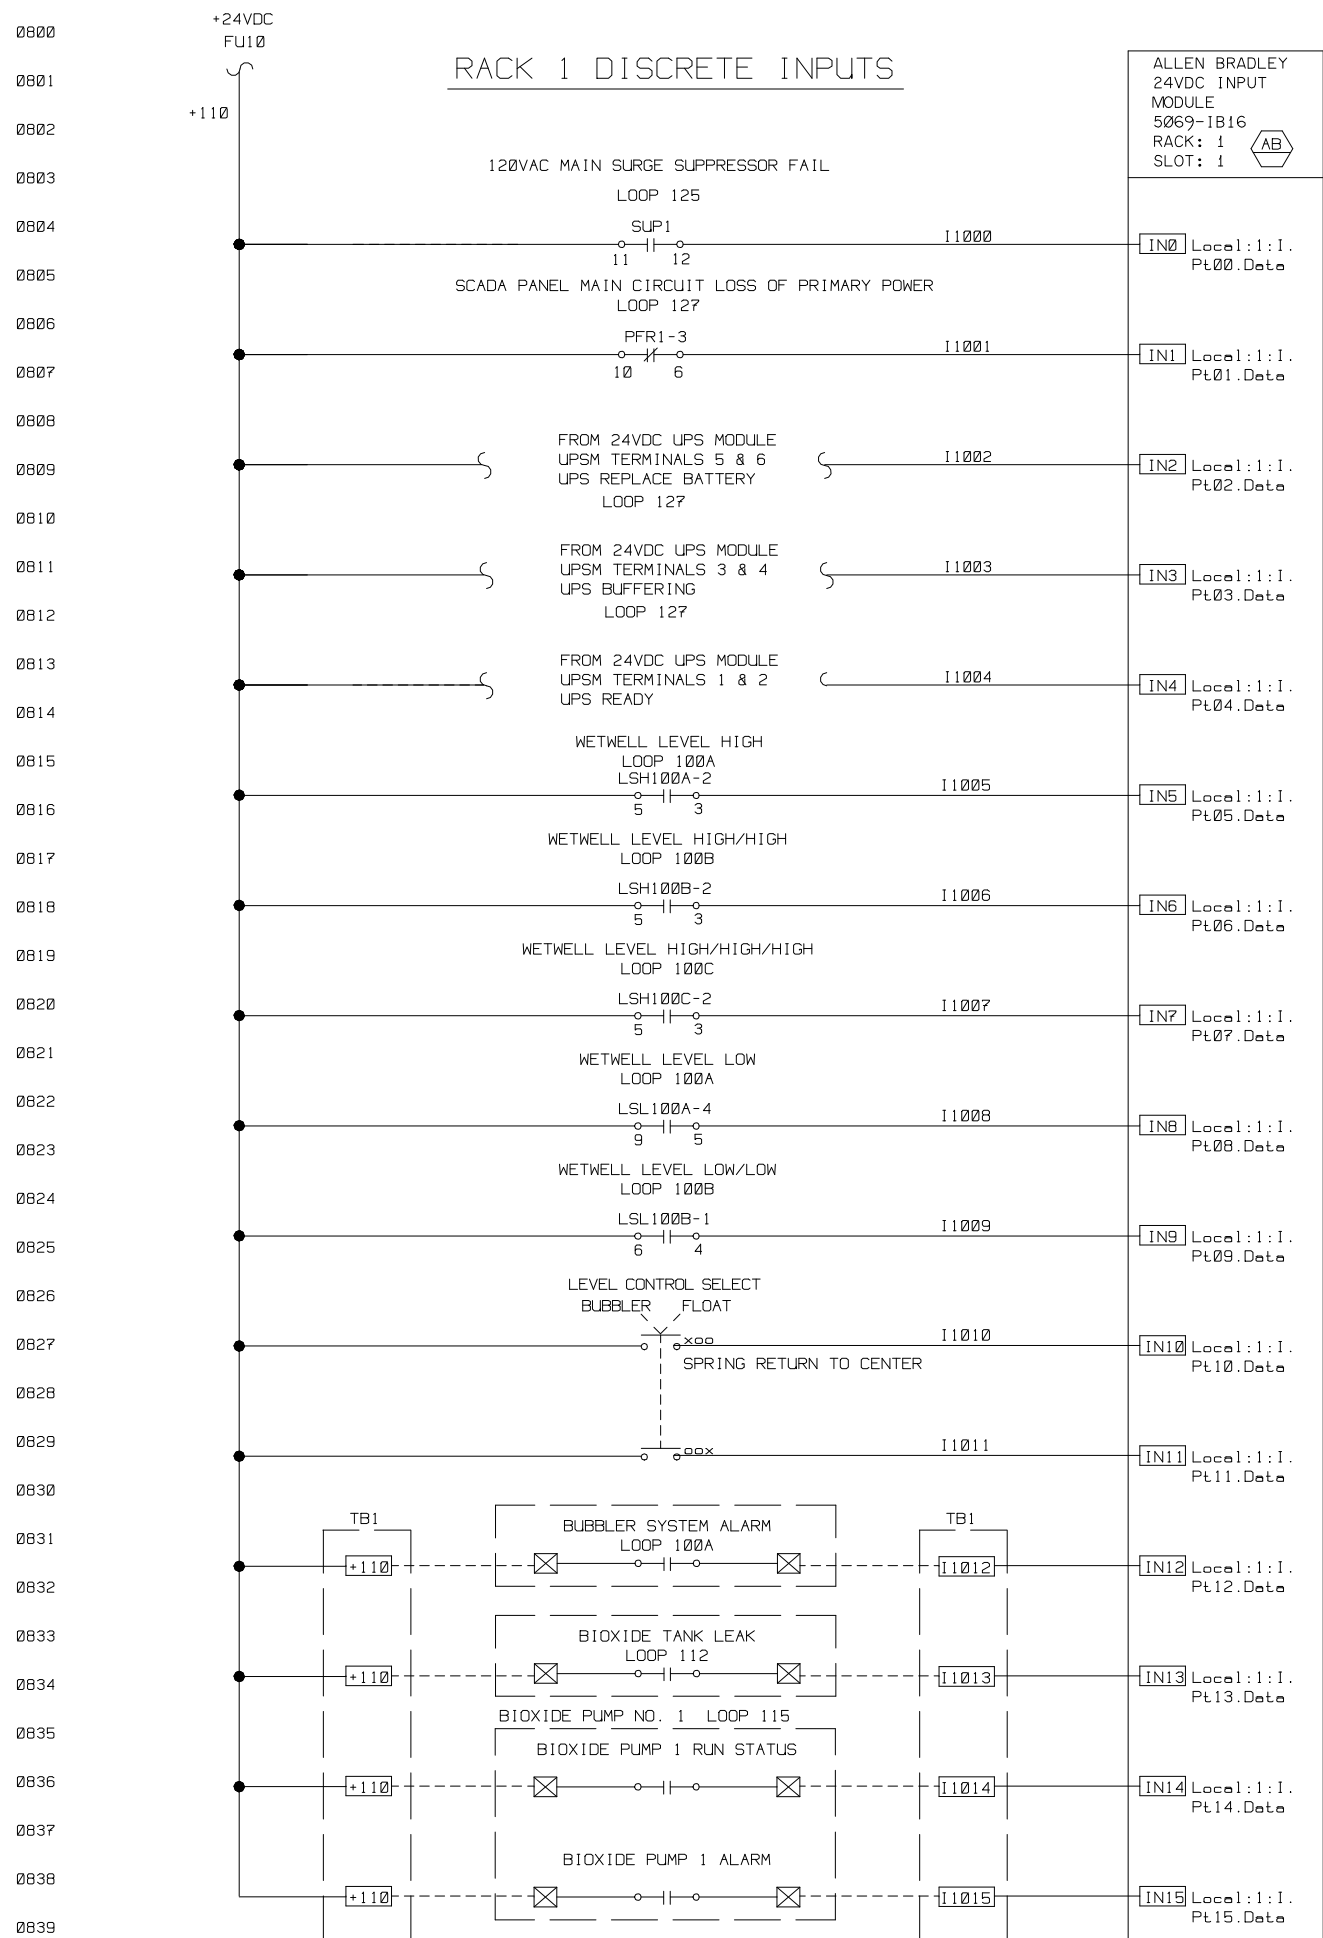 0800
+24VDC
FU10
RACK 1 DISCRETE INPUTS
ALLEN BRADLEY
24VDC INPUT
MODULE
5069-IB16
RACK: 1
SLOT: 1
AB
0801
+110
0802
120VAC MAIN SURGE SUPPRESSOR FAIL
0803
LOOP 125
0804
SUP1
11 12
I1000
IN0 Local:1:I.
Pt00.Data
0805
SCADA PANEL MAIN CIRCUIT LOSS OF PRIMARY POWER
LOOP 127
0806
PFR1-3
10 6
I1001
IN1 Local:1:I.
Pt01.Data
0807
0808
FROM 24VDC UPS MODULE
UPSM TERMINALS 5 & 6
UPS REPLACE BATTERY
LOOP 127
I1002
IN2 Local:1:I.
Pt02.Data
0809
0810
FROM 24VDC UPS MODULE
UPSM TERMINALS 3 & 4
UPS BUFFERING
LOOP 127
0811
I1003
IN3 Local:1:I.
Pt03.Data
0812
0813
FROM 24VDC UPS MODULE
UPSM TERMINALS 1 & 2
UPS READY
I1004
IN4 Local:1:I.
Pt04.Data
0814
WETWELL LEVEL HIGH
LOOP 100A
0815
LSH100A-2
5 3
I1005
IN5 Local:1:I.
Pt05.Data
0816
WETWELL LEVEL HIGH/HIGH
LOOP 100B
0817
LSH100B-2
5 3
I1006
IN6 Local:1:I.
Pt06.Data
0818
WETWELL LEVEL HIGH/HIGH/HIGH
LOOP 100C
0819
0820
LSH100C-2
5 3
I1007
IN7 Local:1:I.
Pt07.Data
0821
WETWELL LEVEL LOW
LOOP 100A
0822
LSL100A-4
9 5
I1008
IN8 Local:1:I.
Pt08.Data
0823
WETWELL LEVEL LOW/LOW
LOOP 100B
0824
LSL100B-1
6 4
I1009
IN9 Local:1:I.
Pt09.Data
0825
LEVEL CONTROL SELECT
0826
BUBBLER FLOAT
0827
XOO
I1010
SPRING RETURN TO CENTER
IN10 Local:1:I.
Pt10.Data
0828
0829
OOX
I1011
IN11 Local:1:I.
Pt11.Data
0830
TB1
TB1
0831
BUBBLER SYSTEM ALARM
LOOP 100A
+110
I1012
IN12 Local:1:I.
Pt12.Data
0832
0833
BIOXIDE TANK LEAK
LOOP 112
+110
I1013
IN13 Local:1:I.
Pt13.Data
0834
BIOXIDE PUMP NO. 1 LOOP 115
0835
BIOXIDE PUMP 1 RUN STATUS
0836
+110
I1014
IN14 Local:1:I.
Pt14.Data
0837
BIOXIDE PUMP 1 ALARM
0838
+110
I1015
IN15 Local:1:I.
Pt15.Data
0839